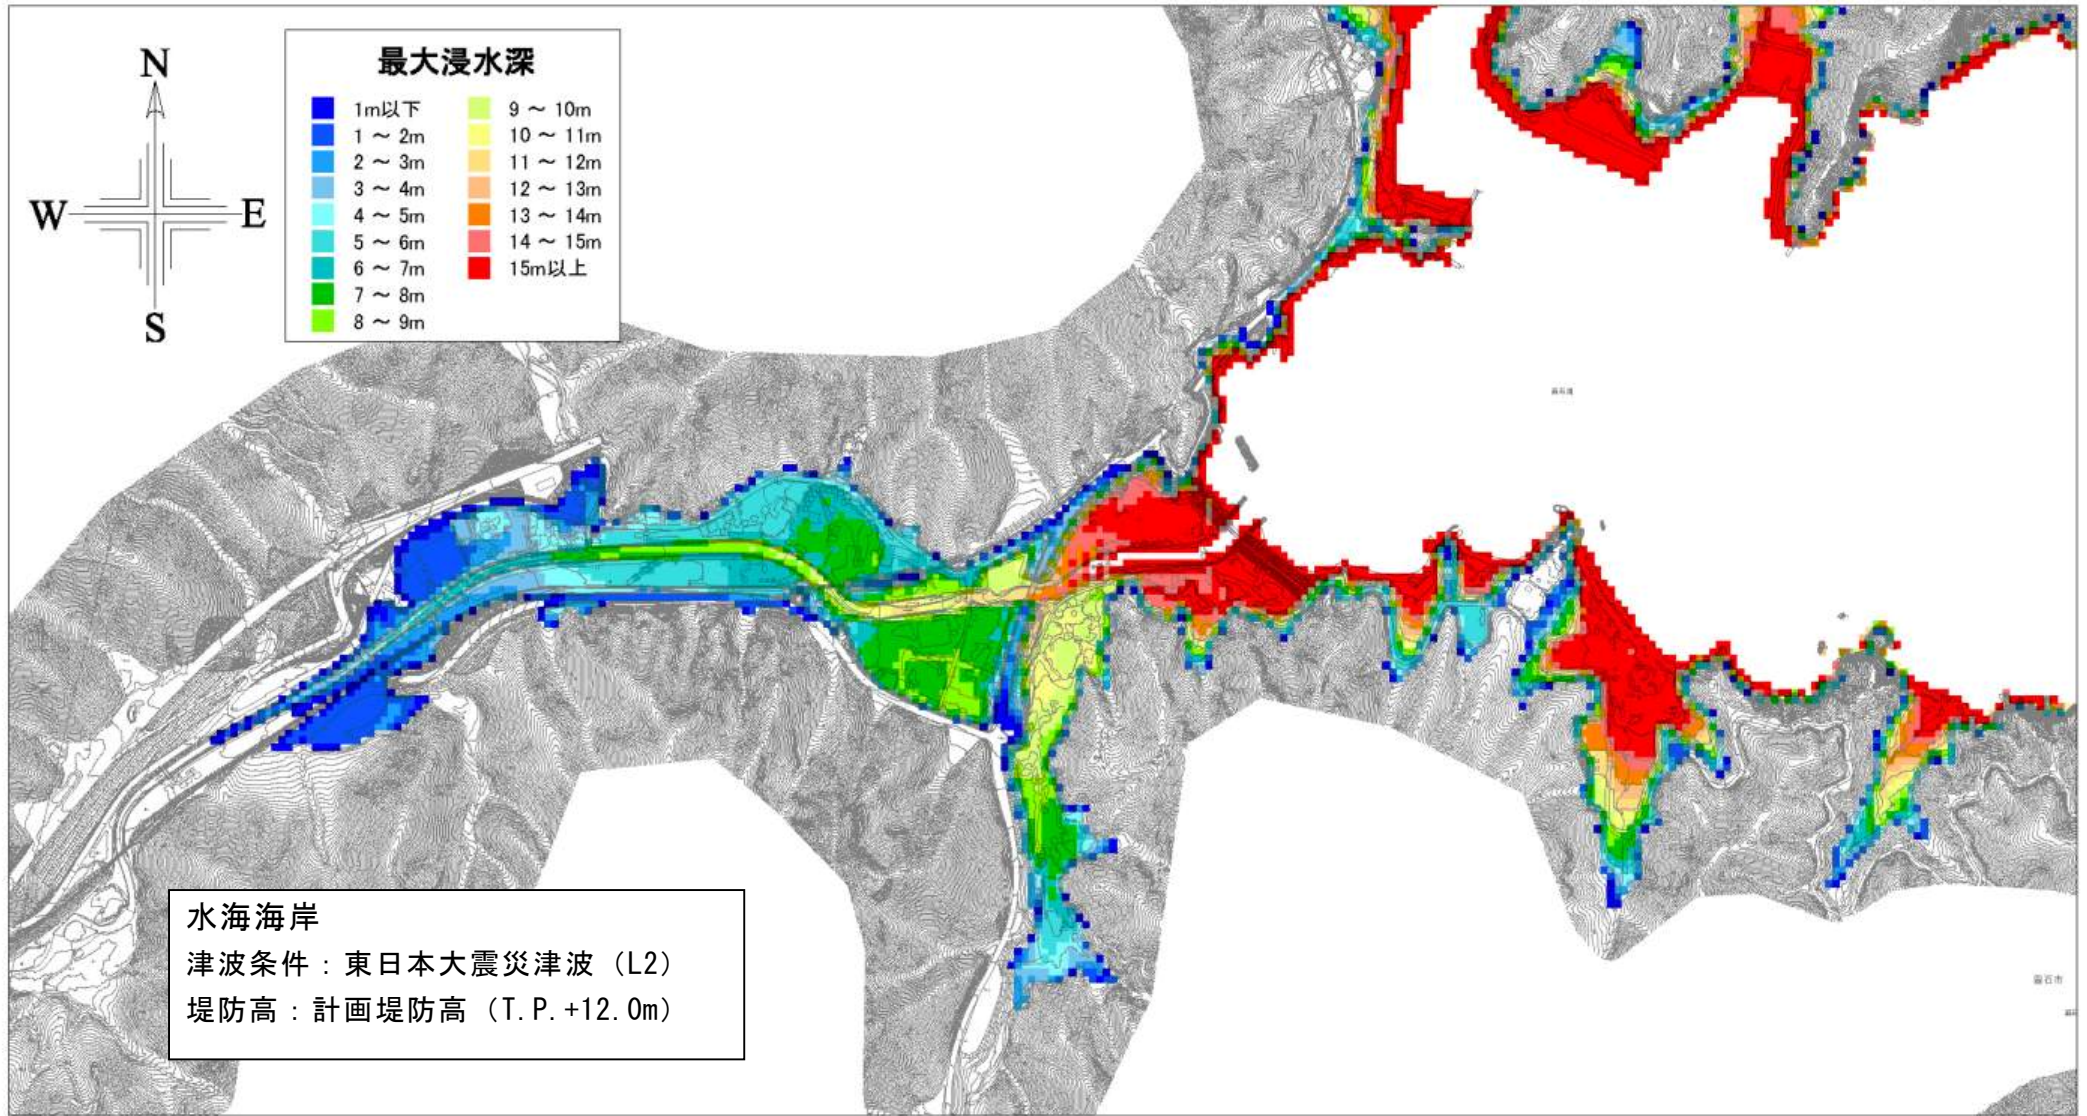 N
W
E
S
最大浸水深
1m以下
1 ～ 2m
2 ～ 3m
3 ～ 4m
4 ～ 5m
5 ～ 6m
6 ～ 7m
7 ～ 8m
8 ～ 9m
9 ～ 10m
10 ～ 11m
11 ～ 12m
12 ～ 13m
13 ～ 14m
14 ～ 15m
15m以上
釜石市
水海海岸
津波条件：東日本大震災津波（L2）
堤防高：計画堤防高（T.P.+12.0m）